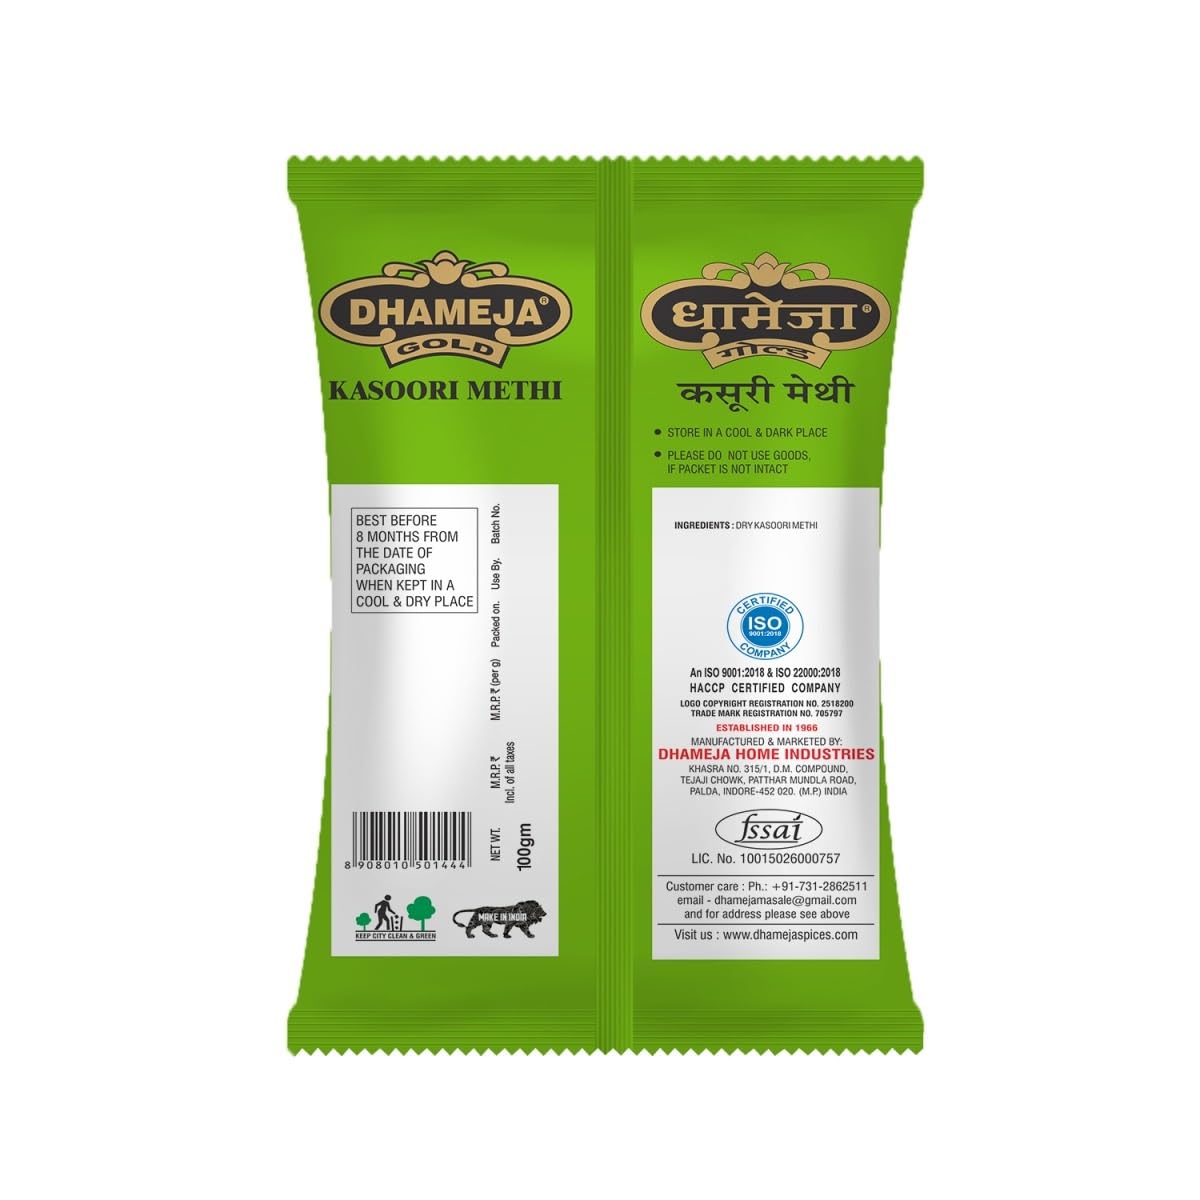 DHAMEJA®
GOLD
KASOORI METHI
BEST BEFORE
8 MONTHS FROM
THE DATE OF
PACKAGING
WHEN KEPT IN A
COOL & DRY PLACE
Batch No.
Use By.
Packed on.
M.R.P. ₹ (per g)
M.R.P. ₹
Incl. of all taxes
NET WT.
100gm
8 908010 501444
KEEP CITY CLEAN & GREEN
MAKE IN INDIA
धामेजा®
गोल्ड
कसूरी मेथी
• STORE IN A COOL & DARK PLACE
• PLEASE DO NOT USE GOODS,
IF PACKET IS NOT INTACT
INGREDIENTS : DRY KASOORI METHI
CERTIFIED
ISO
9001:2018
COMPANY
An ISO 9001:2018 & ISO 22000:2018
HACCP CERTIFIED COMPANY
LOGO COPYRIGHT REGISTRATION NO. 2518200
TRADE MARK REGISTRATION NO. 705797
ESTABLISHED IN 1966
MANUFACTURED & MARKETED BY:
DHAMEJA HOME INDUSTRIES
KHASRA NO. 315/1, D.M. COMPOUND,
TEJAJI CHOWK, PATTHAR MUNDLA ROAD,
PALDA, INDORE-452 020. (M.P.) INDIA
fssai
LIC. No. 10015026000757
Customer care : Ph.: +91-731-2862511
email - dhamejamasale@gmail.com
and for address please see above
Visit us : www.dhamejaspices.com